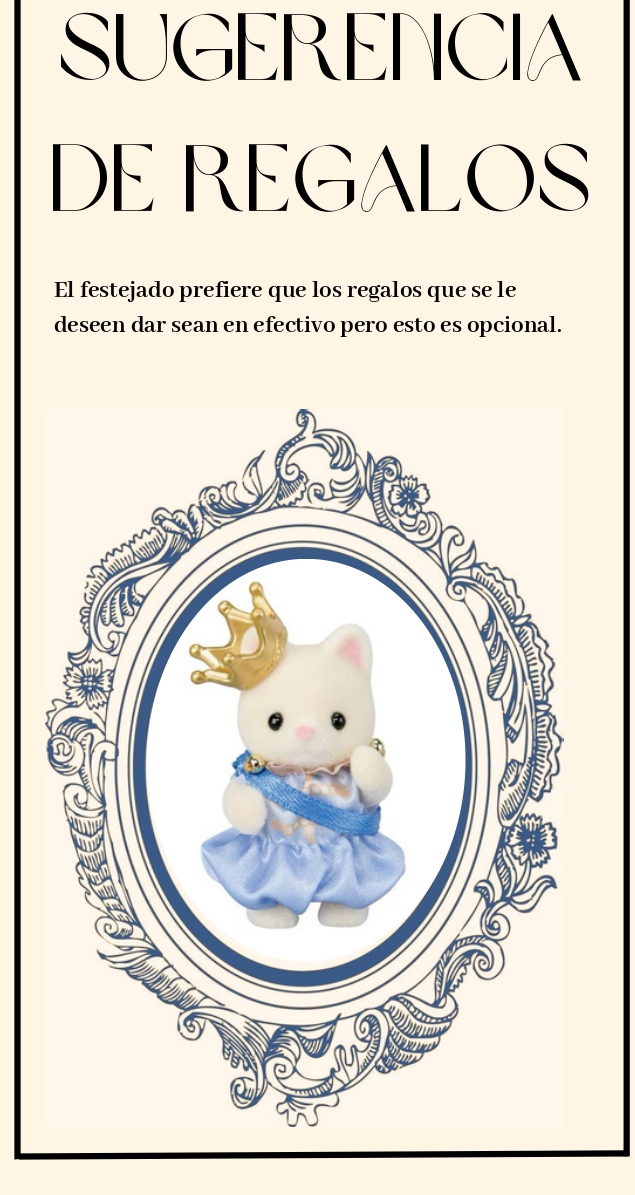 SUGERENCIA
DE REGALOS
El festejado prefiere que los regalos que se le
deseen dar sean en efectivo pero esto es opcional.